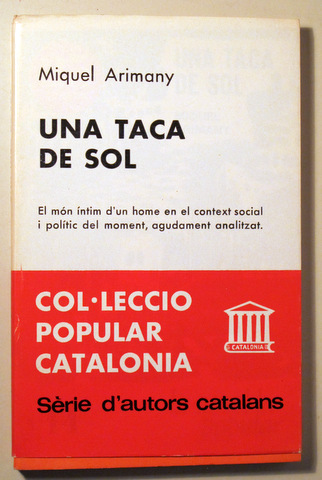 Miquel Arimany
UNA TACA
DE SOL
El món íntim d'un home en el context social
i polític del moment, agudament analitzat.
COL·LECCIO
POPULAR
CATALONIA
CATALONIA
Sèrie d'autors catalans